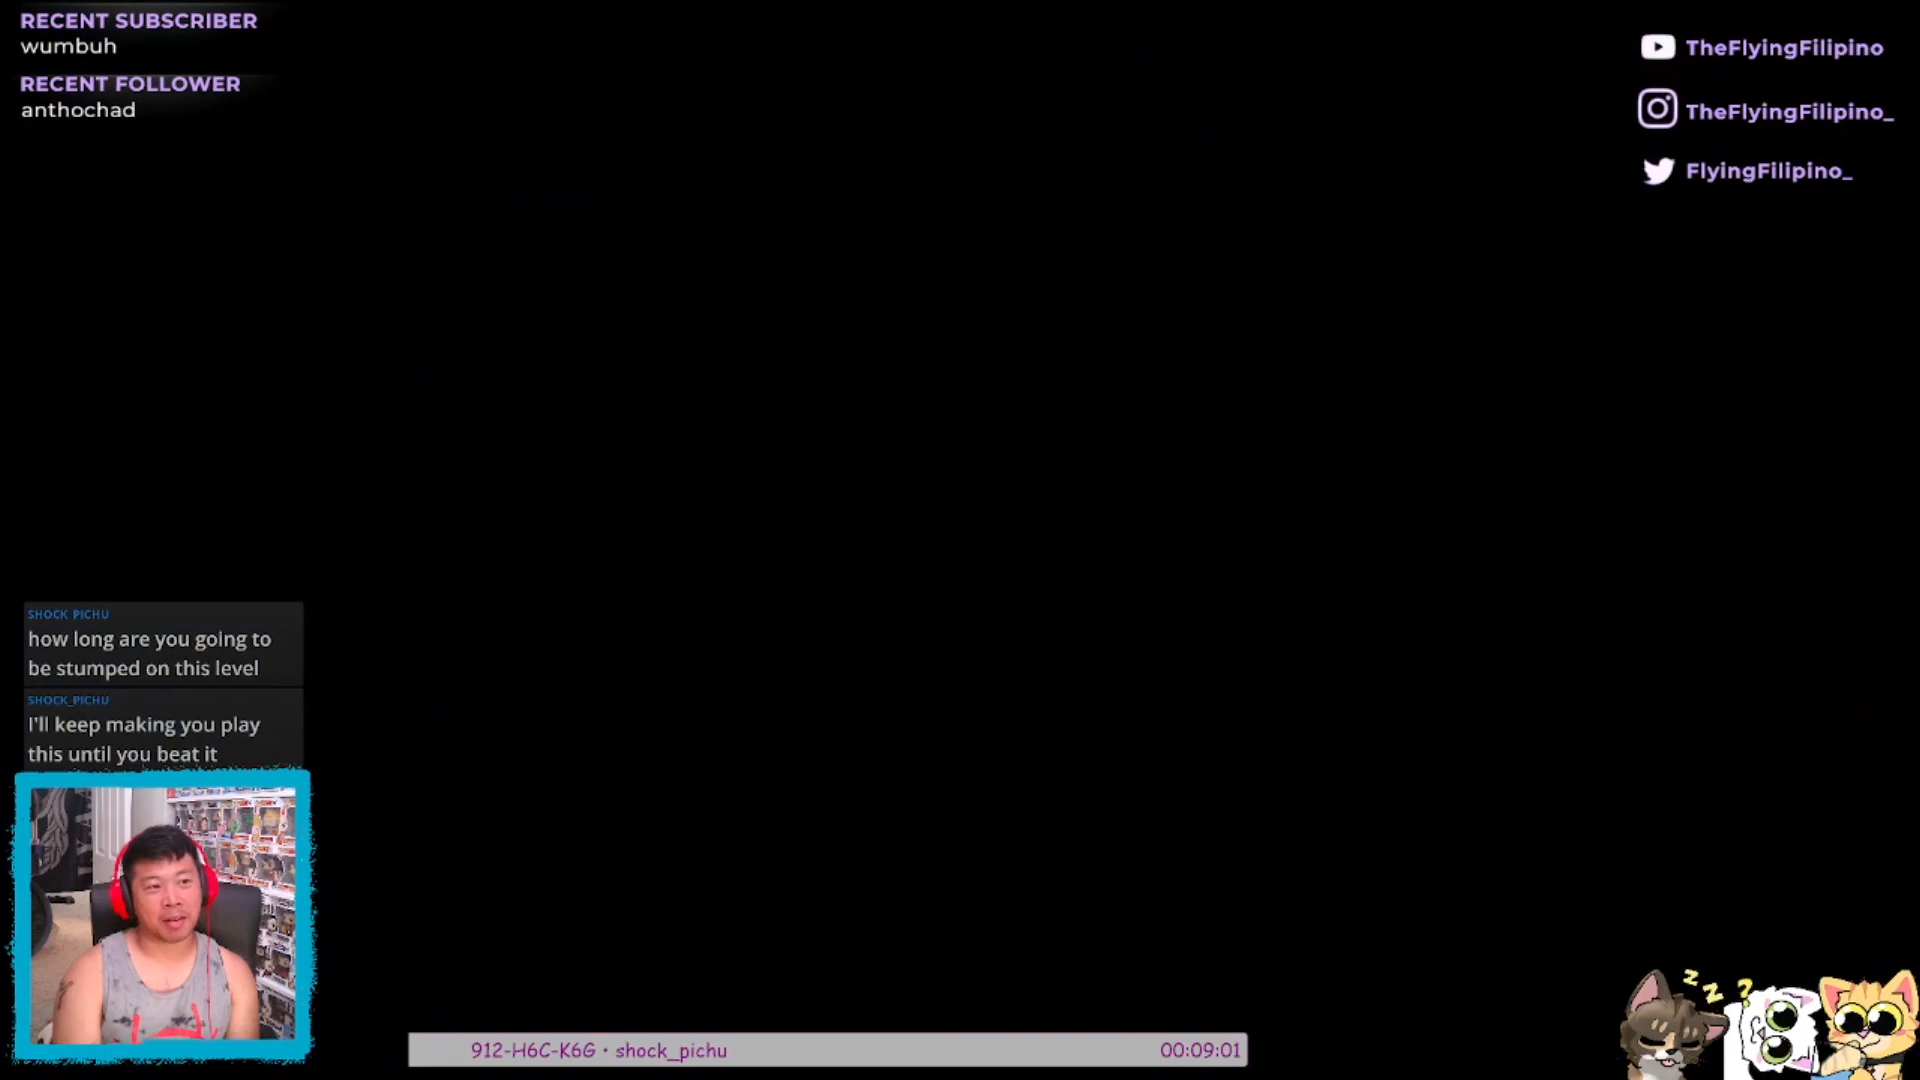 RECENT SUBSCRIBER
wumbuh
RECENT FOLLOWER
anthochad
TheFlyingFilipino
TheFlyingFilipino_
FlyingFilipino_
SHOCK_PICHU
how long are you going to
be stumped on this level
SHOCK_PICHU
I'll keep making you play
this until you beat it
z z ?
912-H6C-K6G • shock_pichu
00:09:01